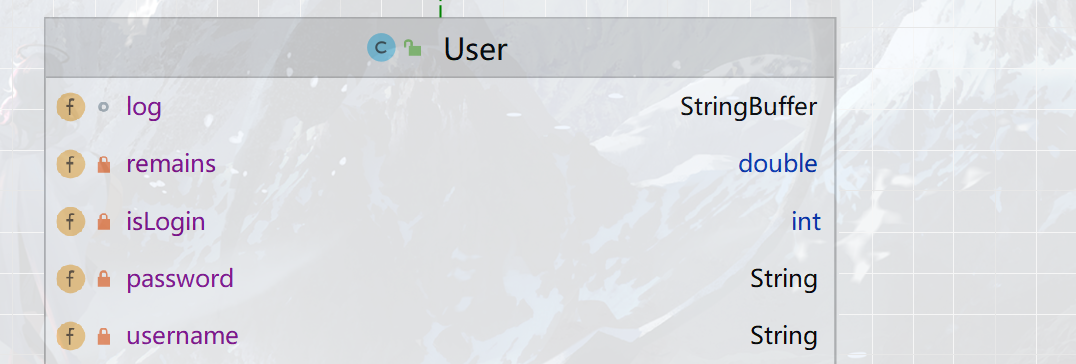 C User
f log StringBuffer
f remains double
f isLogin int
f password String
f username String